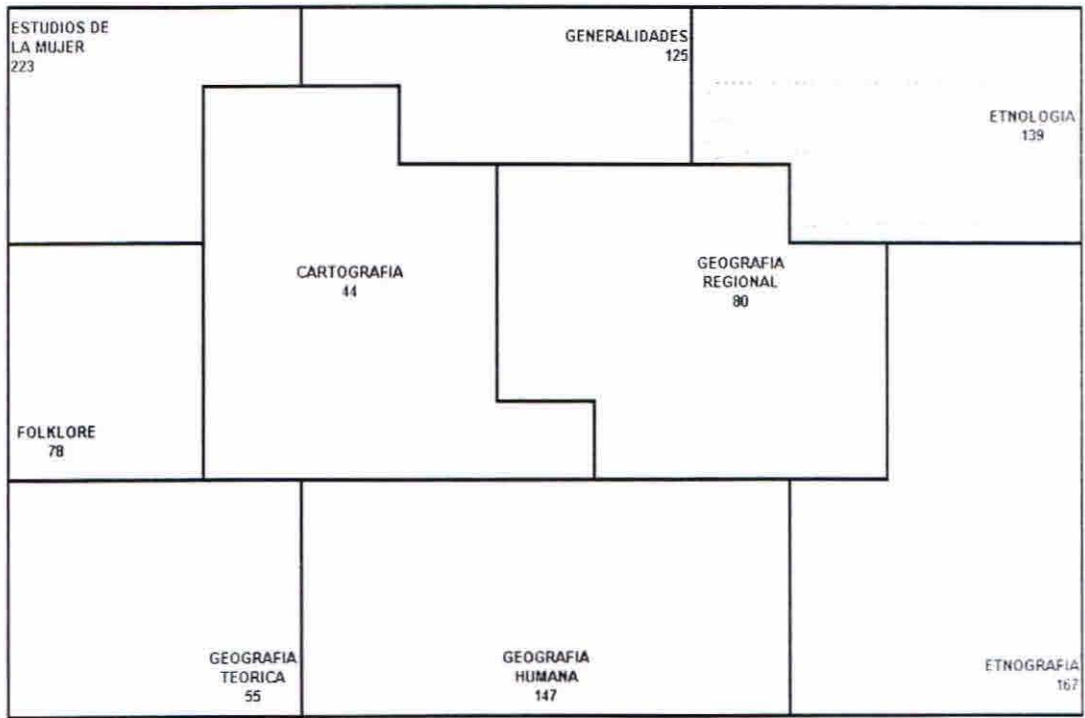 ESTUDIOS DE
LA MUJER
223
GENERALIDADES
125
ETNOLOGIA
139
CARTOGRAFIA
44
GEOGRAFIA
REGIONAL
80
FOLKLORE
78
GEOGRAFIA
TEORICA
55
GEOGRAFIA
HUMANA
147
ETNOGRAFIA
167